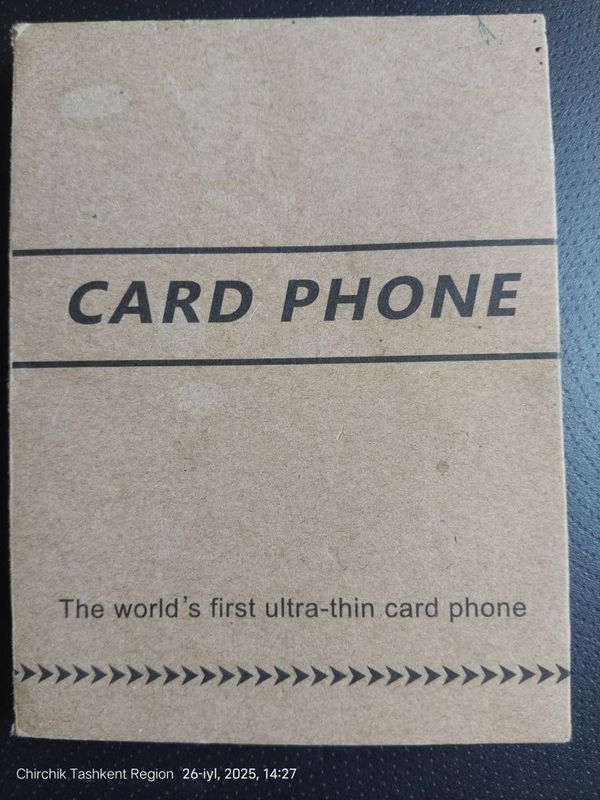 CARD PHONE
The world's first ultra-thin card phone
Chirchik Tashkent Region 26-iyl, 2025, 14:27